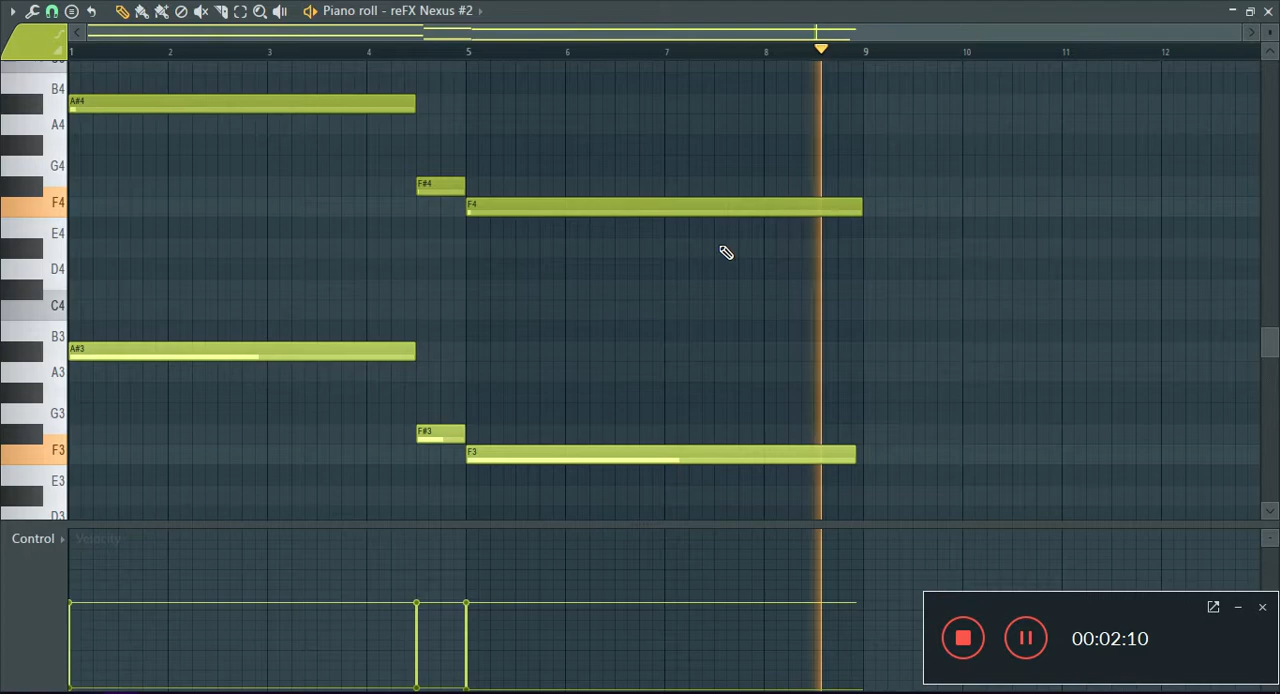 Piano roll - reFX Nexus #2
1 2 3 4 5 6 7 8 9 10 11 12
B4
A#4
A4
G4
F#4
F4
F4
E4
D4
C4
B3
A#3
A3
G3
F#3
F3
F3
E3
D3
Control
Velocity
00:02:10